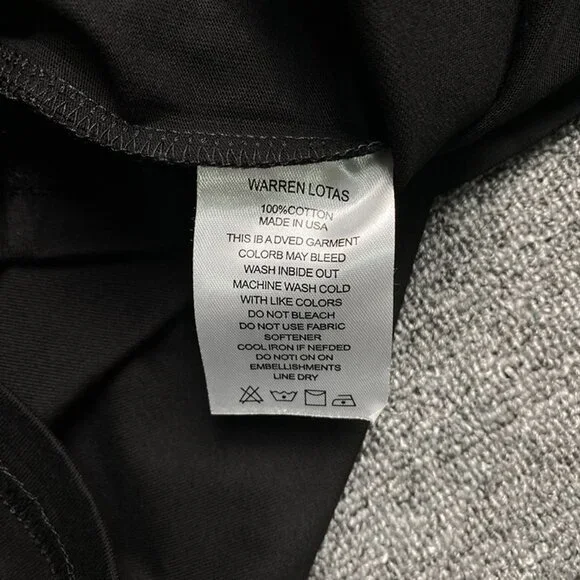 WARREN LOTAS
100%COTTON
MADE IN USA
THIS IB A DVED GARMENT
COLORB MAY BLEED
WASH INBIDE OUT
MACHINE WASH COLD
WITH LIKE COLORS
DO NOT BLEACH
DO NOT USE FABRIC
SOFTENER
COOL IRON IF NEFDED
DO NOTI ON ON
EMBELLISHMENTS
LINE DRY